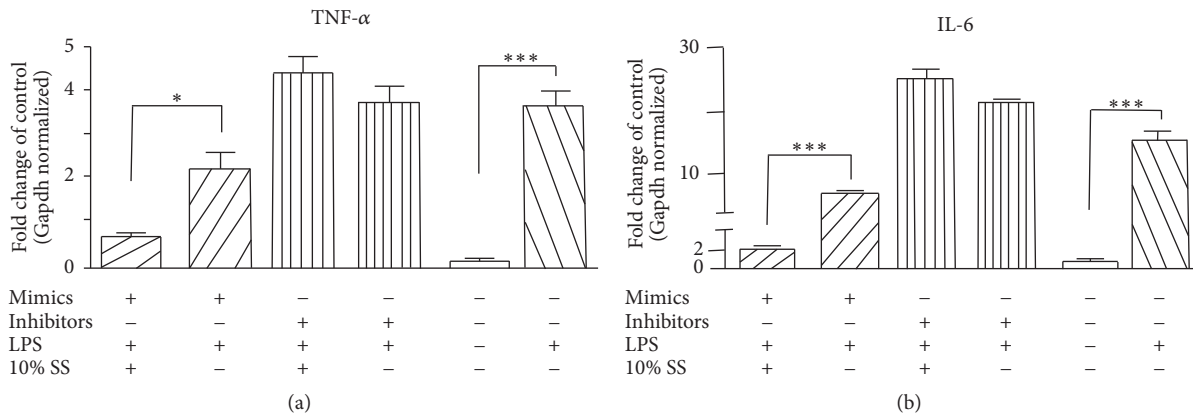 TNF-α
Fold change of control
(Gapdh normalized)
5
4
2
0
*
***
Mimics + + − − − −
Inhibitors − − + + − −
LPS + + + + − +
10% SS + − + − − −
(a)
IL-6
Fold change of control
(Gapdh normalized)
30
10
2
0
***
***
Mimics + + − − − −
Inhibitors − − + + − −
LPS + + + + − +
10% SS + − + − − −
(b)